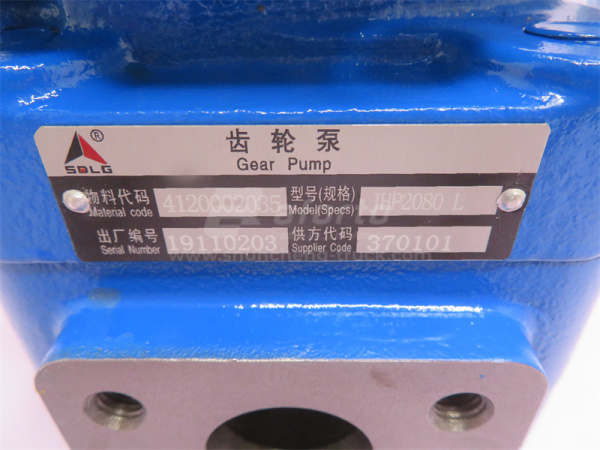 齿轮泵
Gear Pump
® SDLG
物料代码 4120002035 型号(规格) JHP2080 L
Material code Model(Specs)
出厂编号 19110203 供方代码 370101
Serial Number Supplier Code